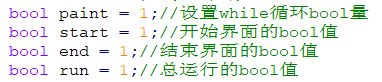 bool paint = 1;//设置while循环bool量
bool start = 1;//开始界面的bool值
bool end = 1;//结束界面的bool值
bool run = 1;//总运行的bool值